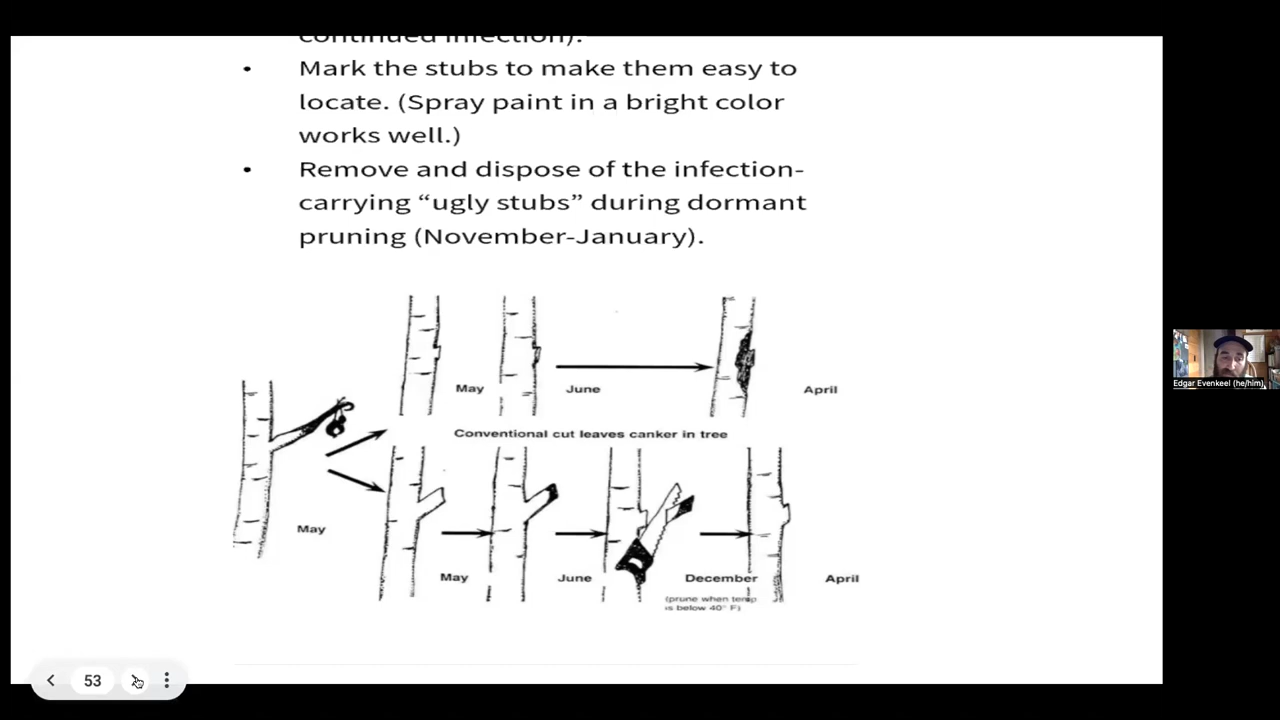 continued infection).
• Mark the stubs to make them easy to
locate. (Spray paint in a bright color
works well.)
• Remove and dispose of the infection-
carrying “ugly stubs” during dormant
pruning (November-January).
May
June
April
Conventional cut leaves canker in tree
May
May
June
December
April
(prune when temp
is below 40° F)
Edgar Evenkeel (he/him)
53